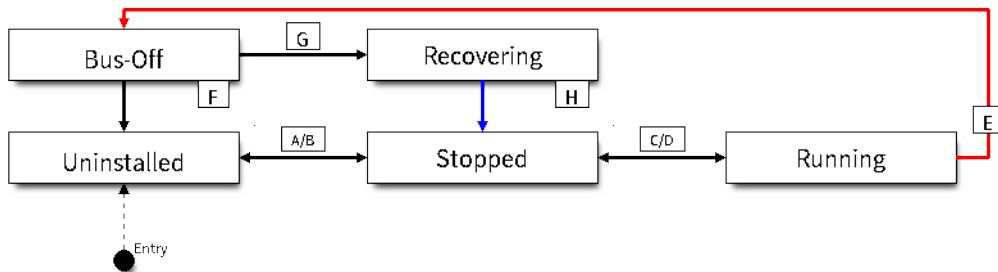 G
Bus-Off
Recovering
F
H
E
A/B
C/D
Uninstalled
Stopped
Running
Entry